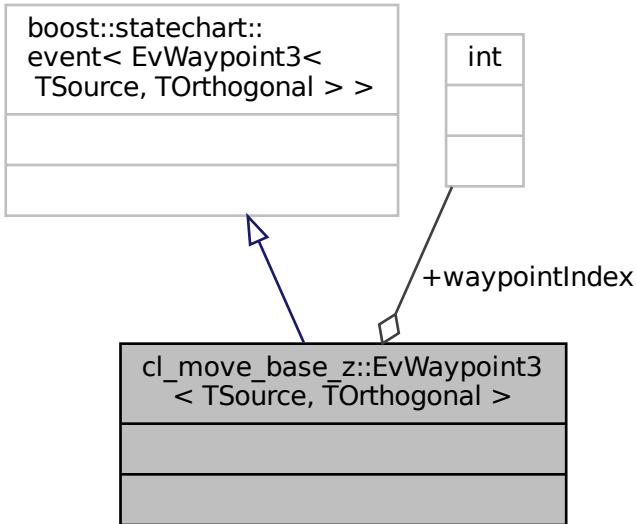 boost::statechart::
event< EvWaypoint3<
 TSource, TOrthogonal > >
int
+waypointIndex
cl_move_base_z::EvWaypoint3
< TSource, TOrthogonal >